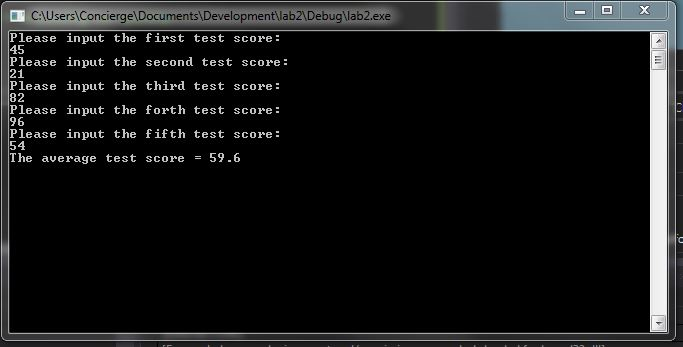 C:\Users\Concierge\Documents\Development\lab2\Debug\lab2.exe
Please input the first test score:
45
Please input the second test score:
21
Please input the third test score:
82
Please input the forth test score:
96
Please input the fifth test score:
54
The average test score = 59.6